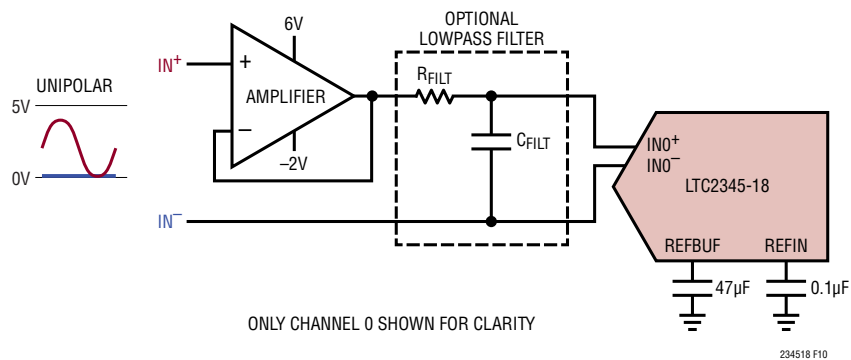 OPTIONAL
LOWPASS FILTER
6V
IN+
+
RFILT
UNIPOLAR
AMPLIFIER
5V
–
CFILT
IN0+
IN0–
–2V
LTC2345-18
0V
IN–
REFBUF REFIN
47µF 0.1µF
ONLY CHANNEL 0 SHOWN FOR CLARITY
234518 F10